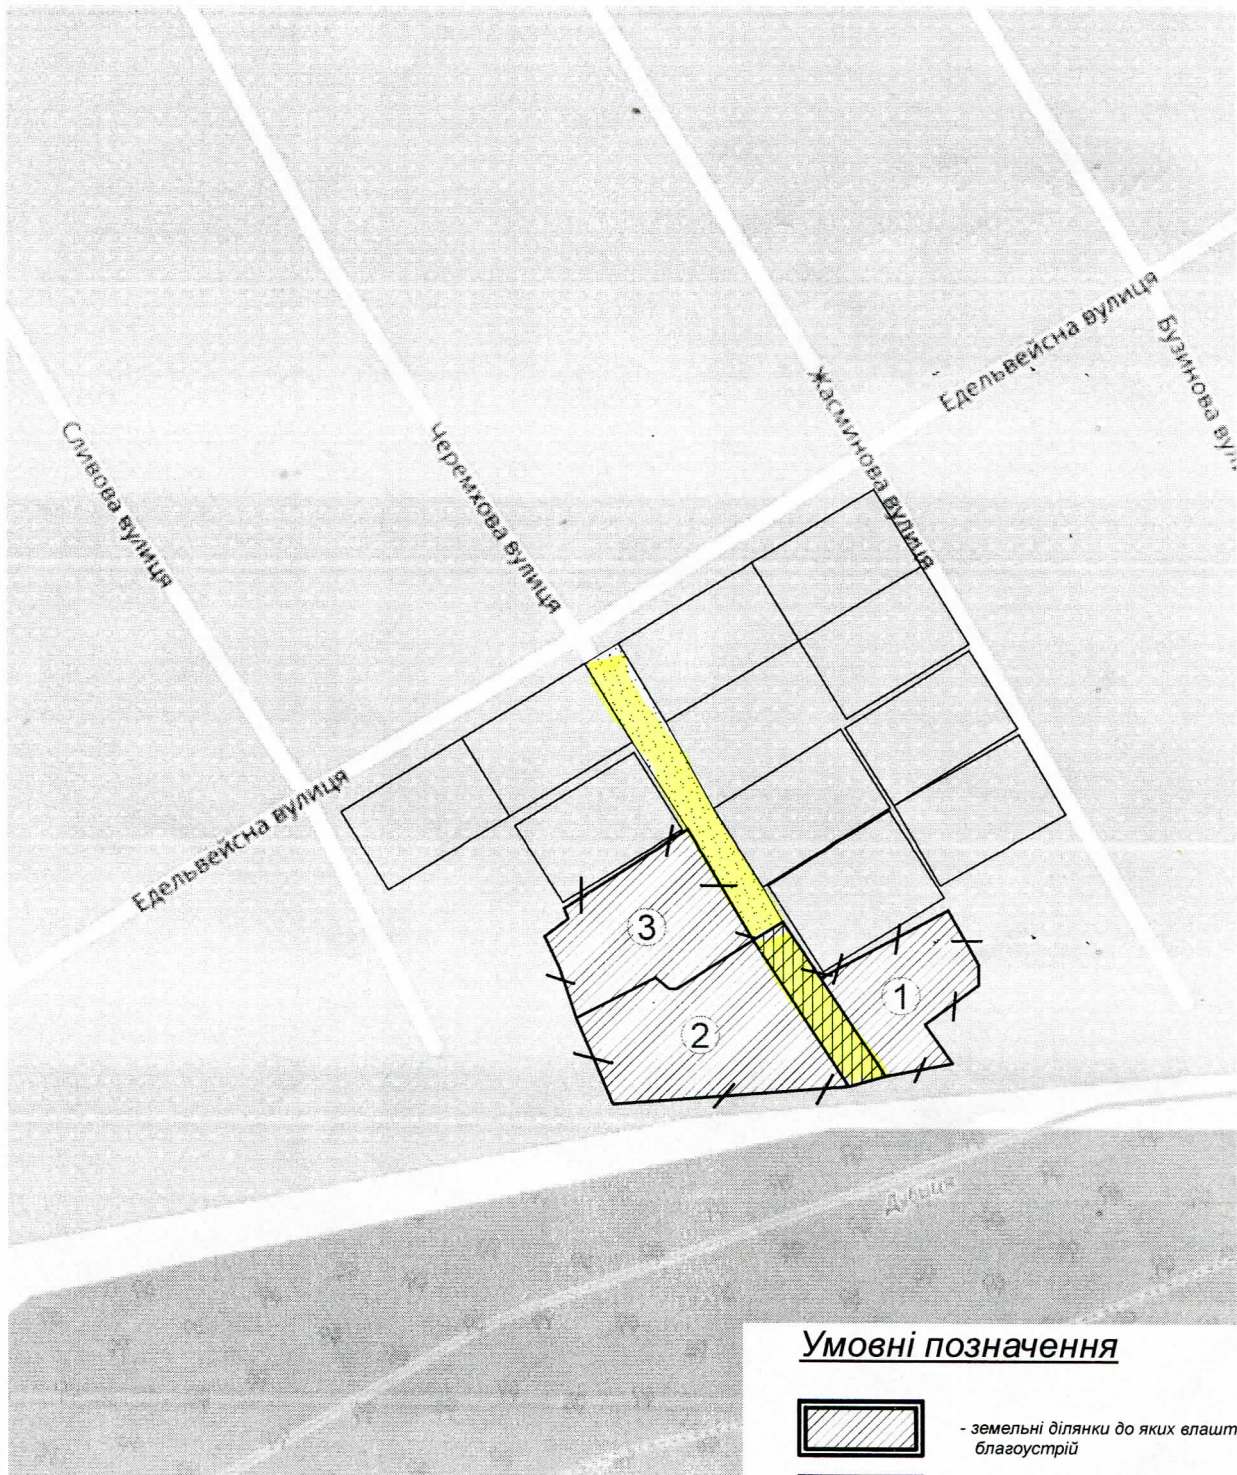 Едельвейсна вулиця
Бузинова вул
Жасминова вулиця
Черемхова вулиця
Сливова вулиця
Едельвейсна вулиця
3
1
2
Умовні позначення
- земельні ділянки до яких влашт
благоустрій